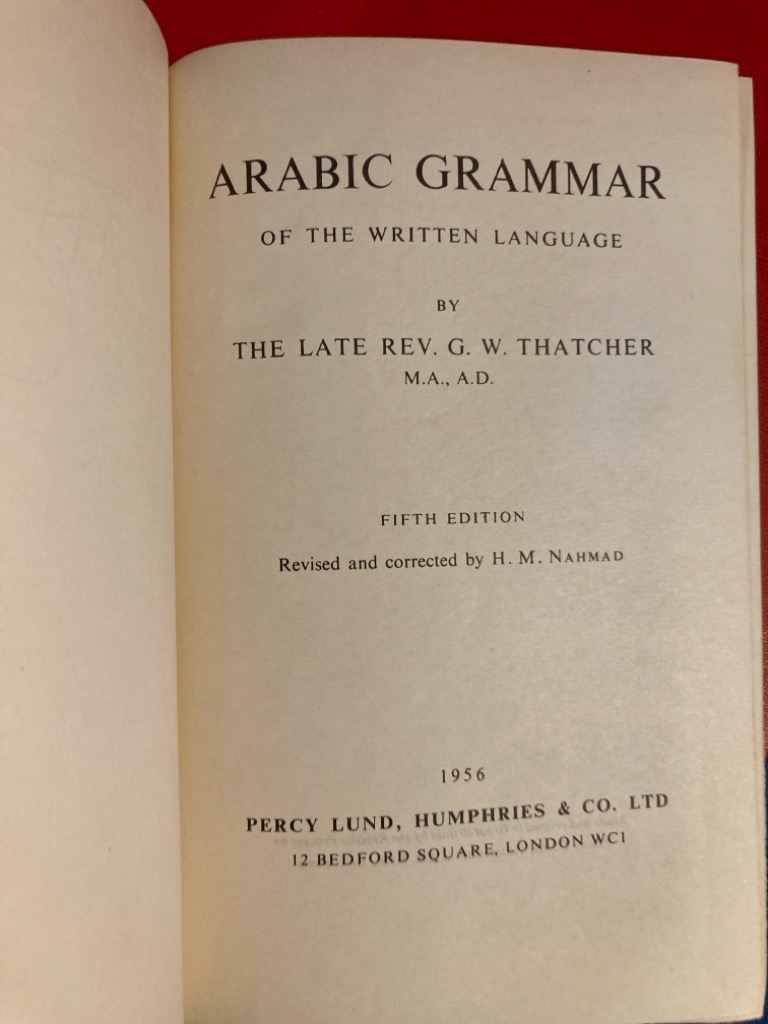 ARABIC GRAMMAR
OF THE WRITTEN LANGUAGE
BY
THE LATE REV. G. W. THATCHER
M.A., A.D.
FIFTH EDITION
Revised and corrected by H. M. NAHMAD
1956
PERCY LUND, HUMPHRIES & CO. LTD
12 BEDFORD SQUARE, LONDON WC1